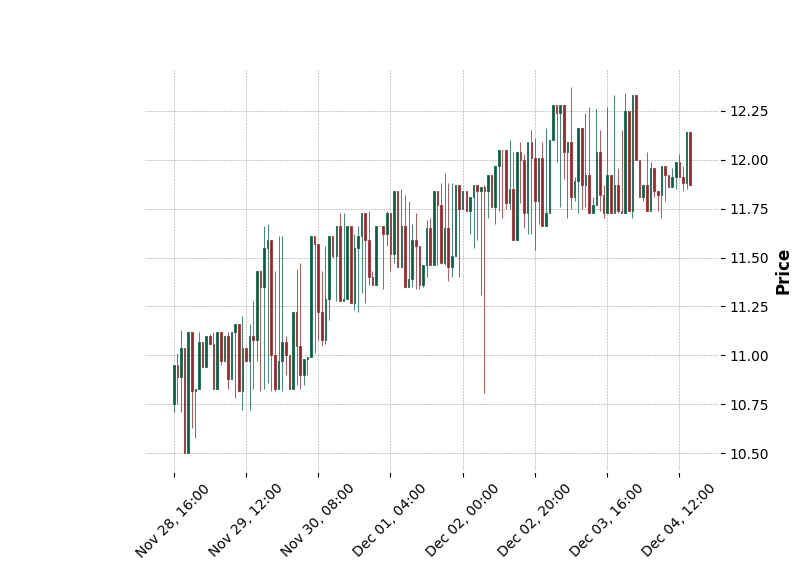 12.25
12.00
11.75
11.50
11.25
11.00
10.75
10.50
Price
Nov 28, 16:00
Nov 29, 12:00
Nov 30, 08:00
Dec 01, 04:00
Dec 02, 00:00
Dec 02, 20:00
Dec 03, 16:00
Dec 04, 12:00